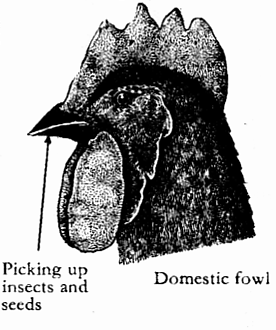 Picking up
insects and
seeds
Domestic fowl